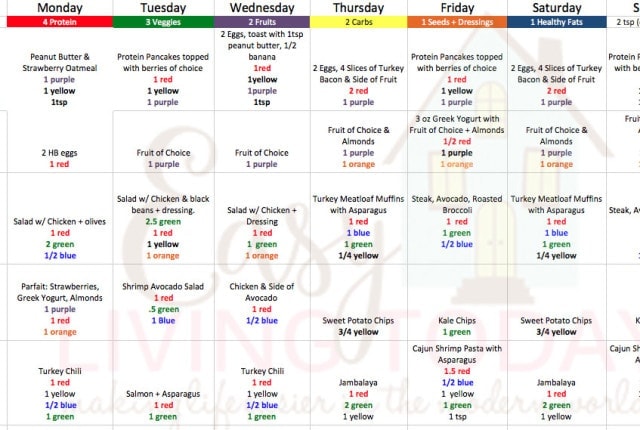 Monday
Tuesday
Wednesday
Thursday
Friday
Saturday
4 Protein
3 Veggies
2 Fruits
2 Carbs
1 Seeds + Dressings
1 Healthy Fats
2 tsp
Peanut Butter &
Strawberry Oatmeal
1 purple
1 yellow
1tsp
Protein Pancakes topped
with berries of choice
1 red
1 yellow
1 purple
2 Eggs, toast with 1tsp
peanut butter, 1/2
banana
1red
1yellow
1purple
1tsp
2 Eggs, 4 Slices of Turkey
Bacon & Side of Fruit
2 red
1 purple
Protein Pancakes topped
with berries of choice
1 red
1 yellow
1 purple
2 Eggs, 4 Slices of Turkey
Bacon & Side of Fruit
2 red
1 purple
2 HB eggs
1 red
Fruit of Choice
1 purple
Fruit of Choice
1 purple
Fruit of Choice &
Almonds
1 purple
1 orange
3 oz Greek Yogurt with
Fruit of Choice + Almonds
1/2 red
1 purple
1 orange
Fruit of Choice &
Almonds
1 purple
1 orange
Salad w/ Chicken + olives
1 red
2 green
1/2 blue
Salad w/ Chicken & black
beans + dressing.
2.5 green
1 red
1 yellow
1 orange
Salad w/ Chicken +
Dressing
1 red
1 green
1 orange
Turkey Meatloaf Muffins
with Asparagus
1 red
1 blue
1 green
1/4 yellow
Steak, Avocado, Roasted
Broccoli
1 red
1 green
1/2 blue
Turkey Meatloaf Muffins
with Asparagus
1 red
1 blue
1 green
1/4 yellow
Parfait: Strawberries,
Greek Yogurt, Almonds
1 purple
1 red
1 orange
Shrimp Avocado Salad
1 red
.5 green
1 Blue
Chicken & Side of
Avocado
1 red
1/2 blue
Sweet Potato Chips
3/4 yellow
Kale Chips
1 green
Sweet Potato Chips
3/4 yellow
Turkey Chili
1 red
1 yellow
1/2 blue
1 green
Salmon + Asparagus
1 red
1 green
Turkey Chili
1 red
1 yellow
1/2 blue
1 green
Jambalaya
1 red
2 green
1 yellow
Cajun Shrimp Pasta with
Asparagus
1.5 red
1/2 blue
1 yellow
1 green
1 tsp
Jambalaya
1 red
2 green
1 yellow
Easy
LIVING TODAY
making life easier in the modern world